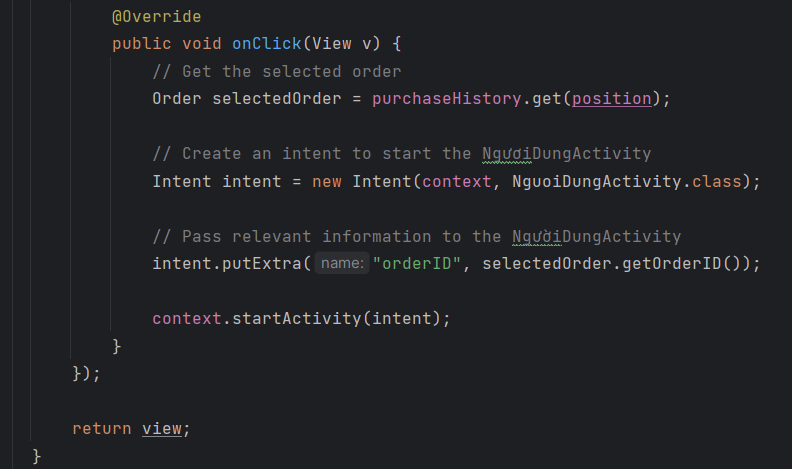 @Override
public void onClick(View v) {
// Get the selected order
Order selectedOrder = purchaseHistory.get(position);
// Create an intent to start the NgươiDungActivity
Intent intent = new Intent(context, NguoiDungActivity.class);
// Pass relevant information to the NgườiDungActivity
intent.putExtra( name: "orderID", selectedOrder.getOrderID());
context.startActivity(intent);
}
});
return view;
}